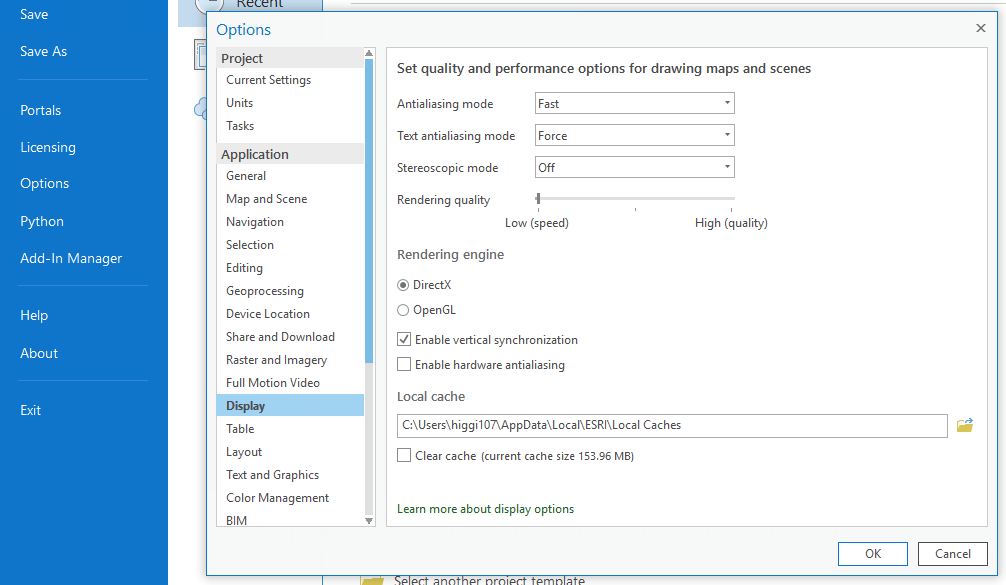 Save
Save As
Portals
Licensing
Options
Python
Add-In Manager
Help
About
Exit
Recent
Options
Project
Current Settings
Units
Tasks
Application
General
Map and Scene
Navigation
Selection
Editing
Geoprocessing
Device Location
Share and Download
Raster and Imagery
Full Motion Video
Display
Table
Layout
Text and Graphics
Color Management
BIM
Set quality and performance options for drawing maps and scenes
Antialiasing mode Fast
Text antialiasing mode Force
Stereoscopic mode Off
Rendering quality
Low (speed) High (quality)
Rendering engine
DirectX
OpenGL
Enable vertical synchronization
Enable hardware antialiasing
Local cache
C:\Users\higgi107\AppData\Local\ESRI\Local Caches
Clear cache (current cache size 153.96 MB)
Learn more about display options
OK Cancel
Select another project template